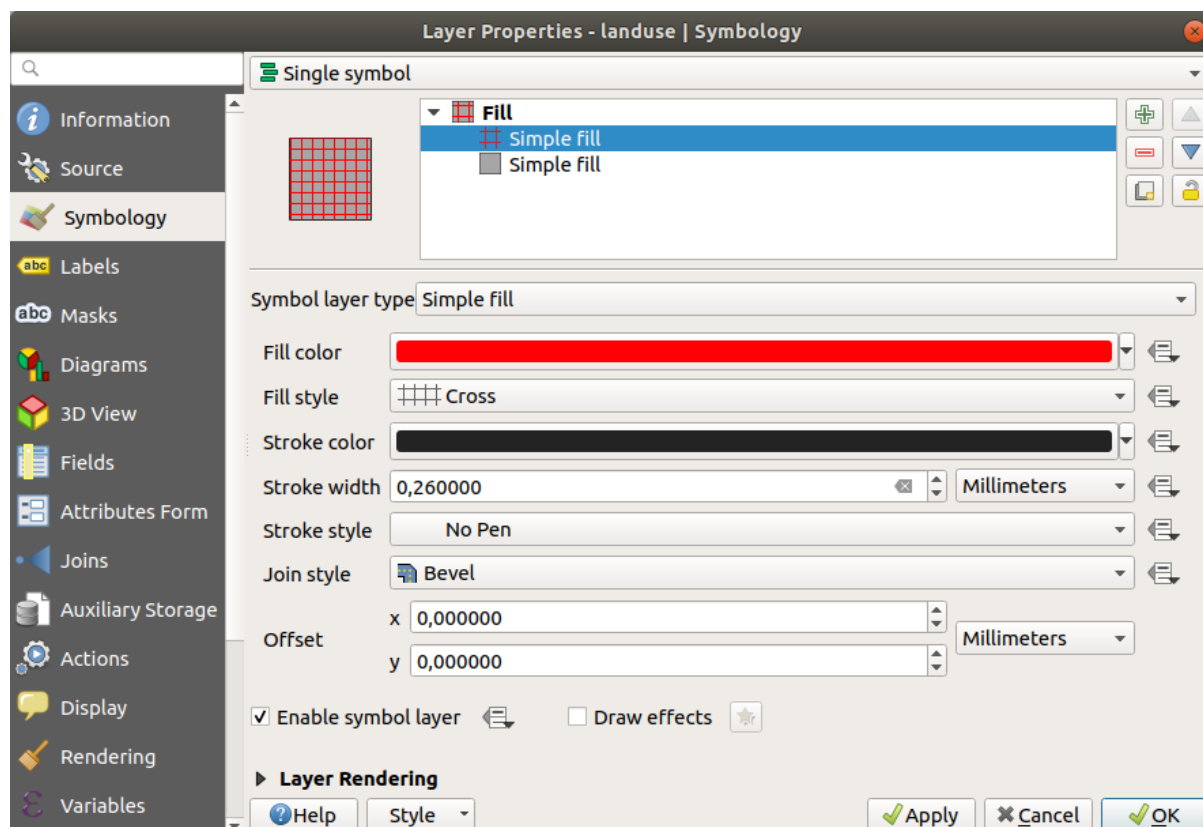 Layer Properties - landuse | Symbology
Single symbol
Information
Source
Symbology
abc Labels
abc Masks
Diagrams
3D View
Fields
Attributes Form
Joins
Auxiliary Storage
Actions
Display
Rendering
Variables
Fill
Simple fill
Simple fill
Symbol layer type Simple fill
Fill color
Fill style Cross
Stroke color
Stroke width 0,260000 Millimeters
Stroke style No Pen
Join style Bevel
Offset x 0,000000 Millimeters
y 0,000000
Enable symbol layer Draw effects
Layer Rendering
Help Style Apply Cancel OK